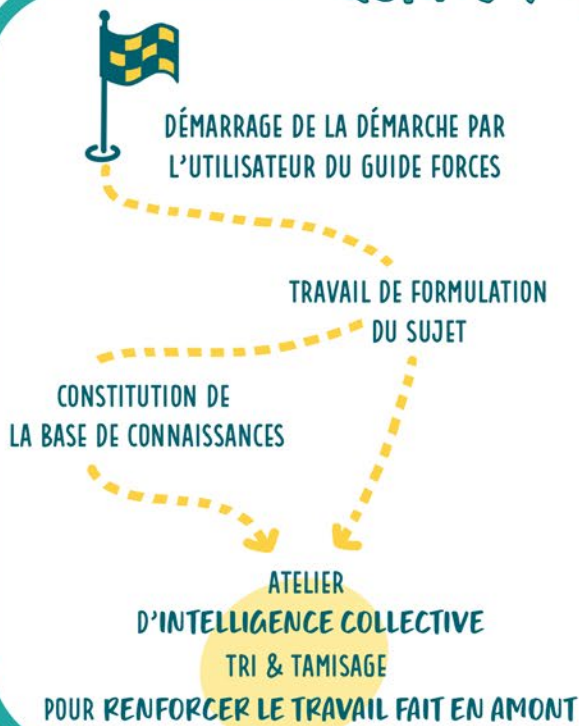 DÉMARRAGE DE LA DÉMARCHE PAR
L'UTILISATEUR DU GUIDE FORCES
TRAVAIL DE FORMULATION
DU SUJET
CONSTITUTION DE
LA BASE DE CONNAISSANCES
ATELIER
D'INTELLIGENCE COLLECTIVE
TRI & TAMISAGE
POUR RENFORCER LE TRAVAIL FAIT EN AMONT